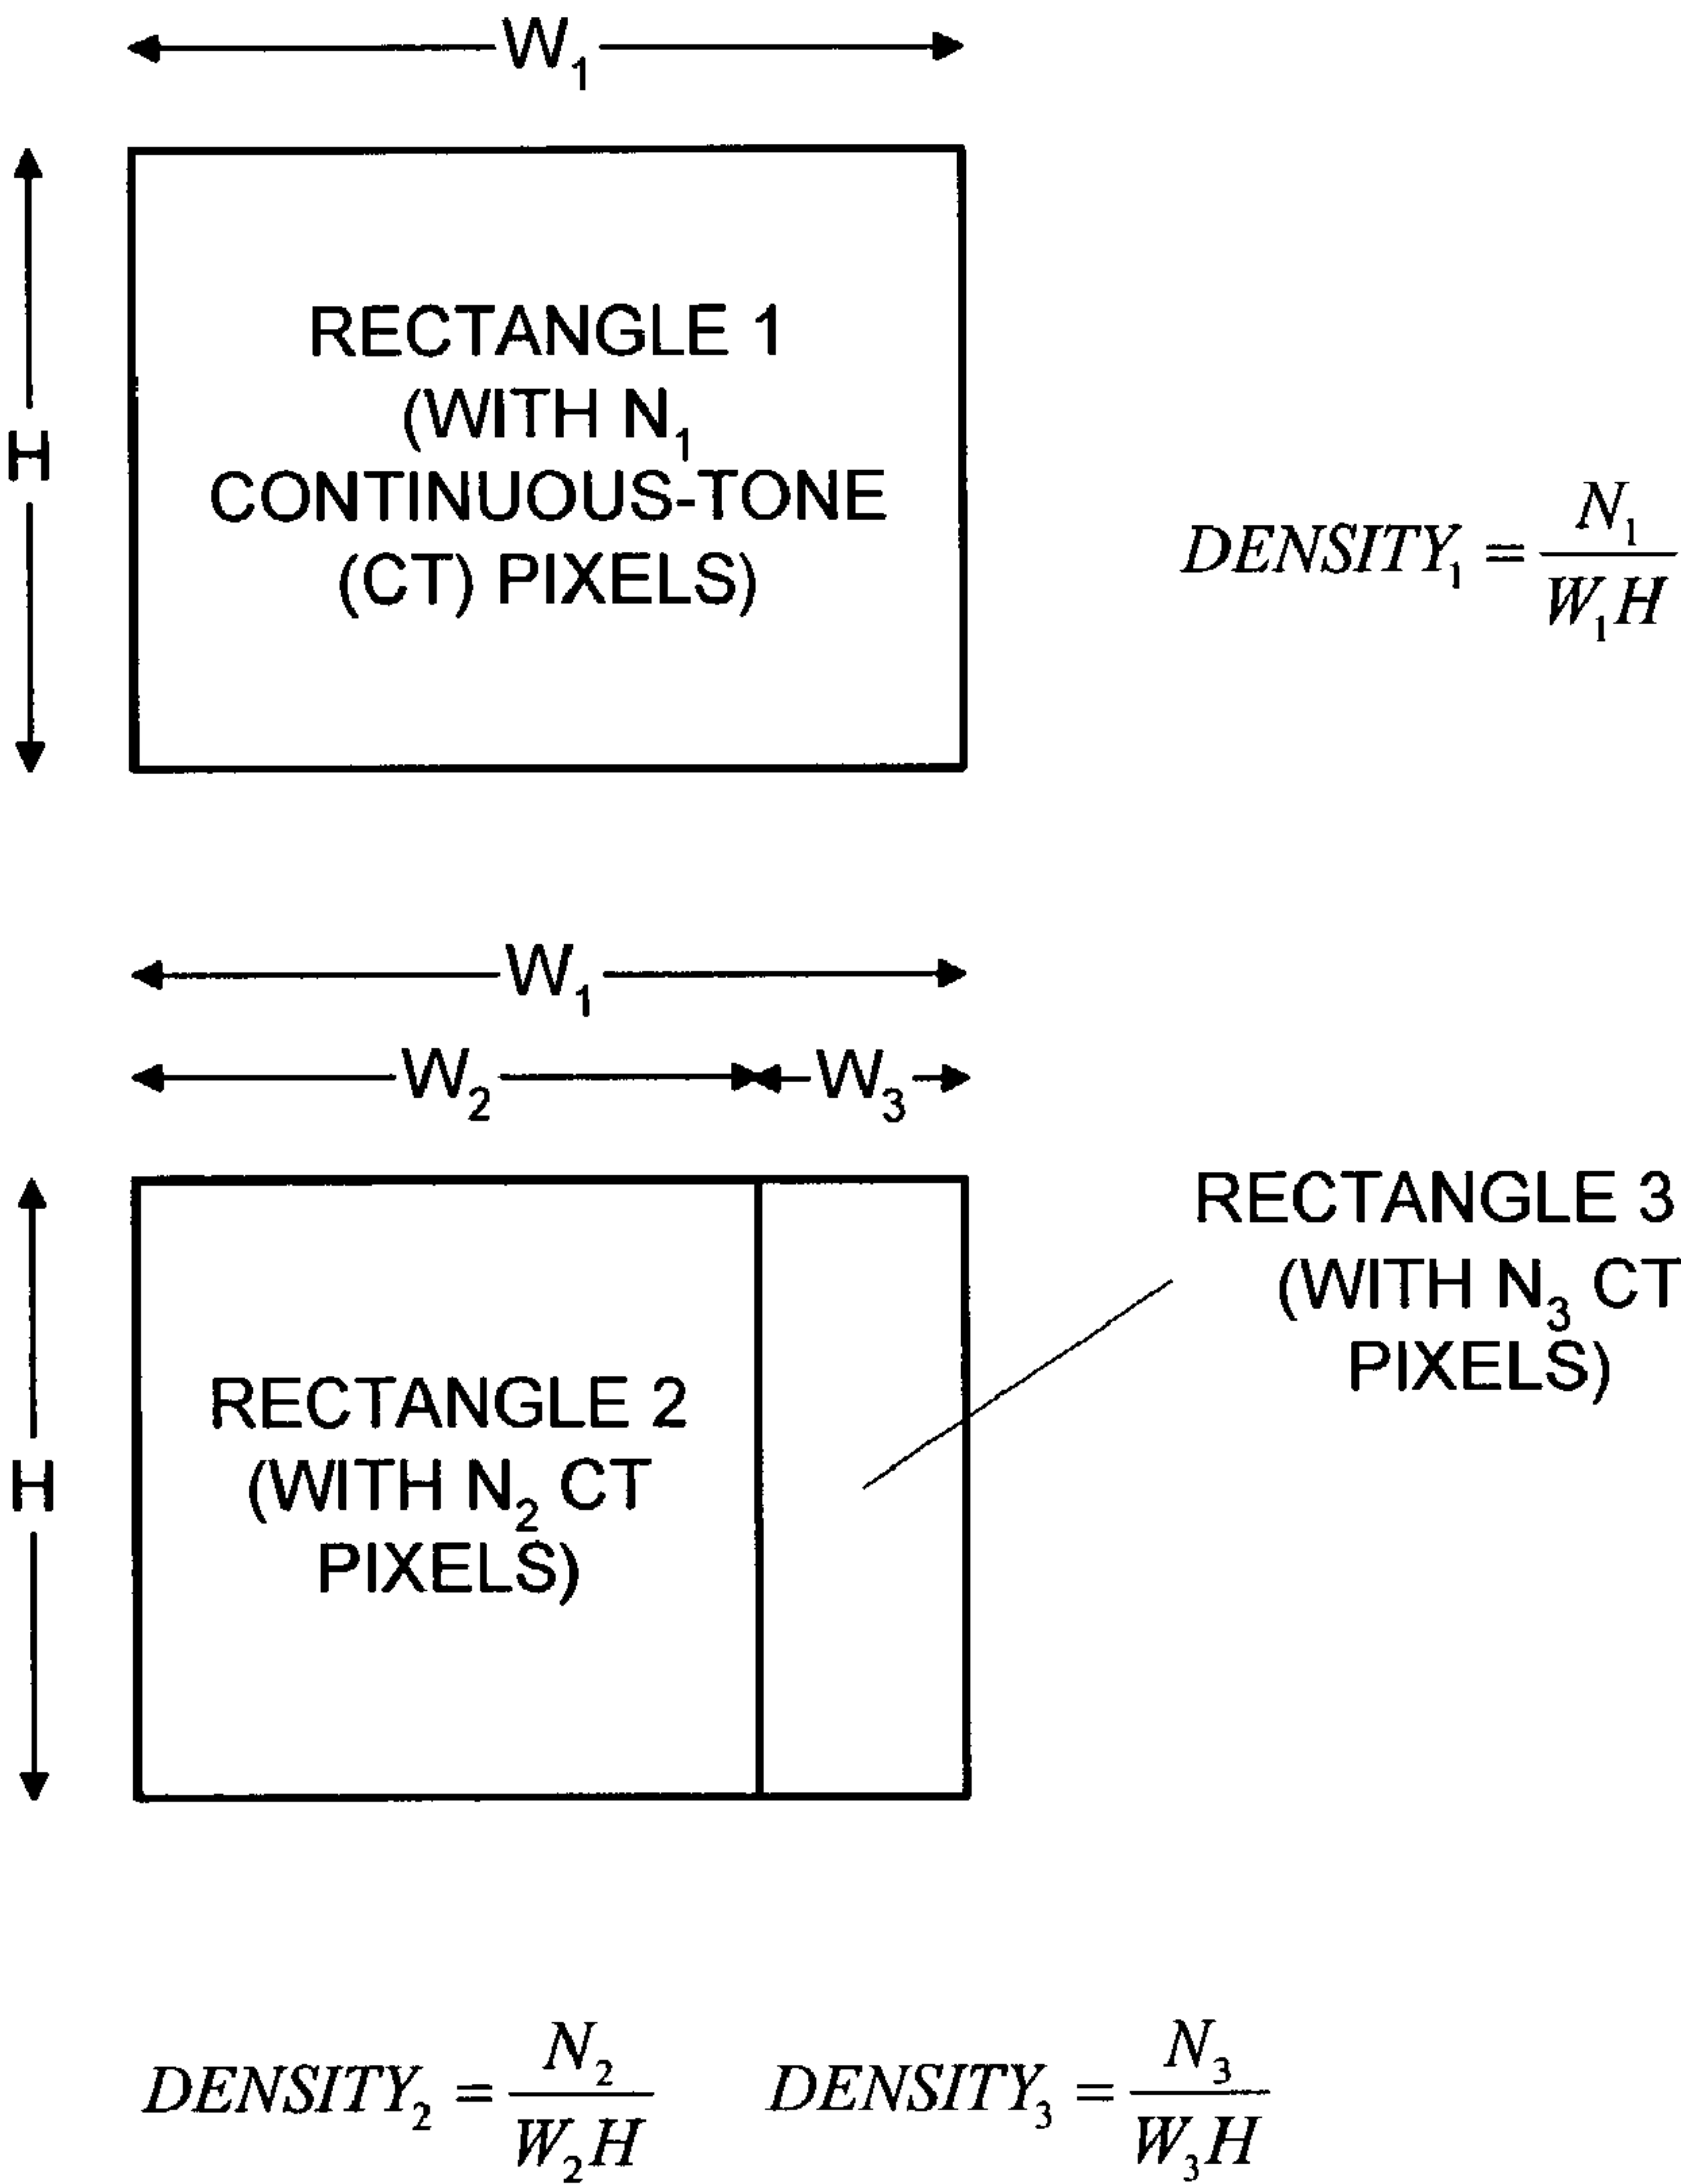 W₁
RECTANGLE 1
(WITH N₁
CONTINUOUS-TONE
(CT) PIXELS)
H
DENSITY₁ = N₁ / W₁H
W₁
W₂
W₃
RECTANGLE 3
(WITH N₃ CT
PIXELS)
RECTANGLE 2
(WITH N₂ CT
PIXELS)
H
DENSITY₂ = N₂ / W₂H
DENSITY₃ = N₃ / W₃H